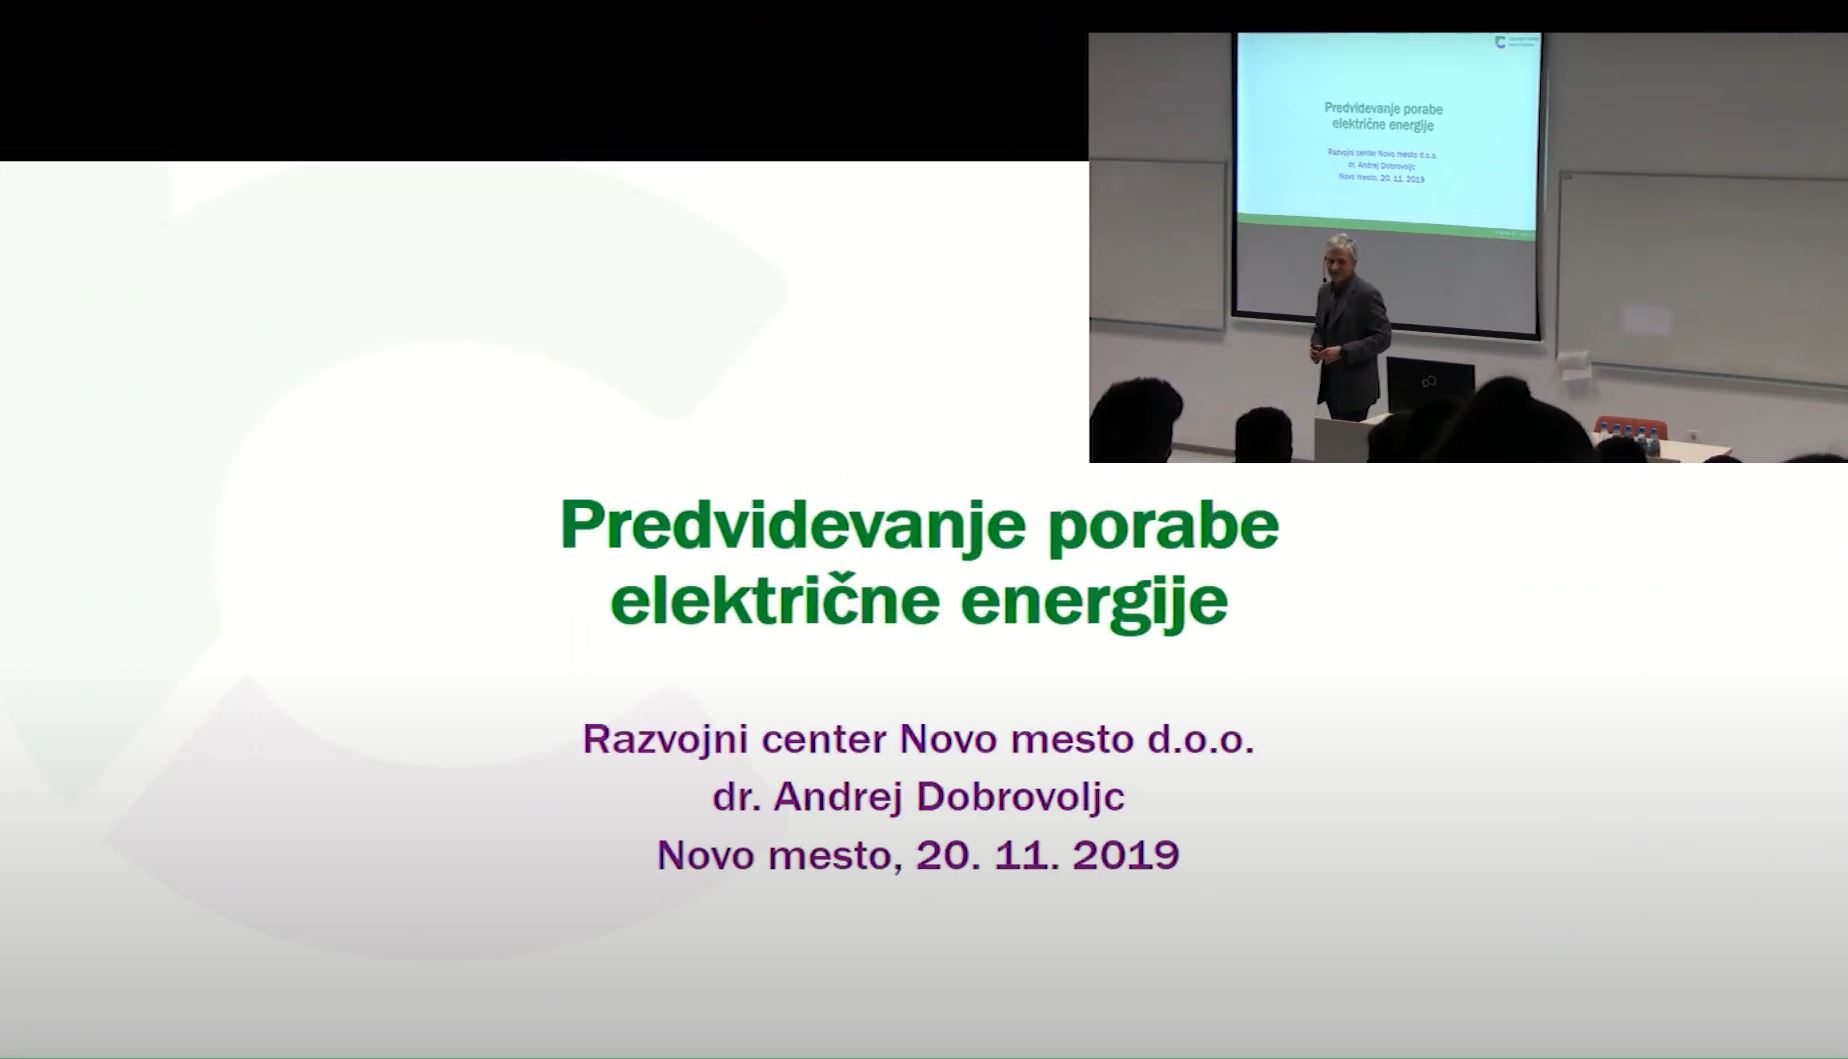 Predvidevanje porabe
električne energije
Razvojni center Novo mesto d.o.o.
dr. Andrej Dobrovoljc
Novo mesto, 20. 11. 2019
Predvidevanje porabe
električne energije
Razvojni center Novo mesto d.o.o.
dr. Andrej Dobrovoljc
Novo mesto, 20. 11. 2019